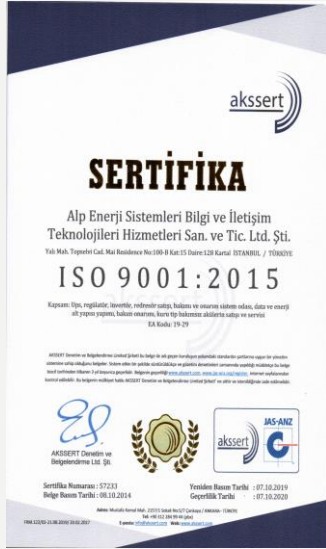 akssert
SERTİFİKA
Alp Enerji Sistemleri Bilgi ve İletişim
Teknolojileri Hizmetleri San. ve Tic. Ltd. Şti.
Yalı Mah. Topselvi Cad. Mai Residence No:100-B Kat:15 Daire:128 Kartal İSTANBUL / TÜRKİYE
ISO 9001:2015
Kapsam: Ups, regülatör, invertör, redresör satışı, bakımı ve onarımı sistem odası, data ve enerji
alt yapısı yapımı, bakım onarımı, kuru tip bakımsız akülerin satışı ve servisi
EA Kodu: 19-29
AKSSERT Denetim ve
Belgelendirme Ltd. Şti.
akssert
JAS-ANZ
C
Sertifika Numarası : 57233
Belge Basım Tarihi : 08.10.2014
Yeniden Basım Tarihi : 07.10.2019
Geçerlilik Tarihi : 07.10.2020